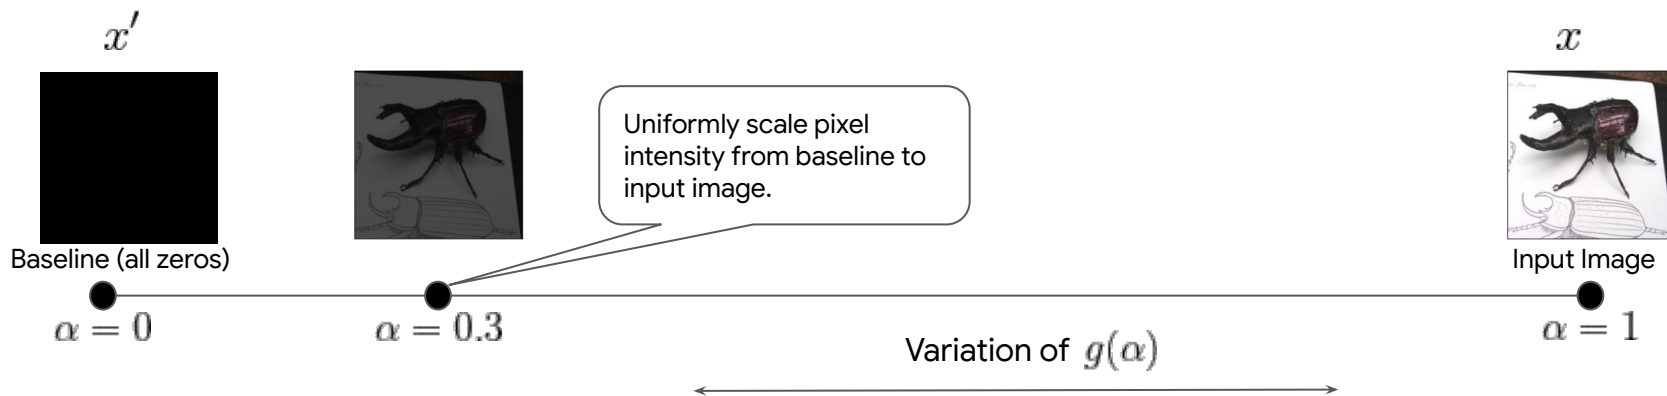 x′
x
Uniformly scale pixel
intensity from baseline to
input image.
Baseline (all zeros)
Input Image
α = 0
α = 0.3
α = 1
Variation of g(α)